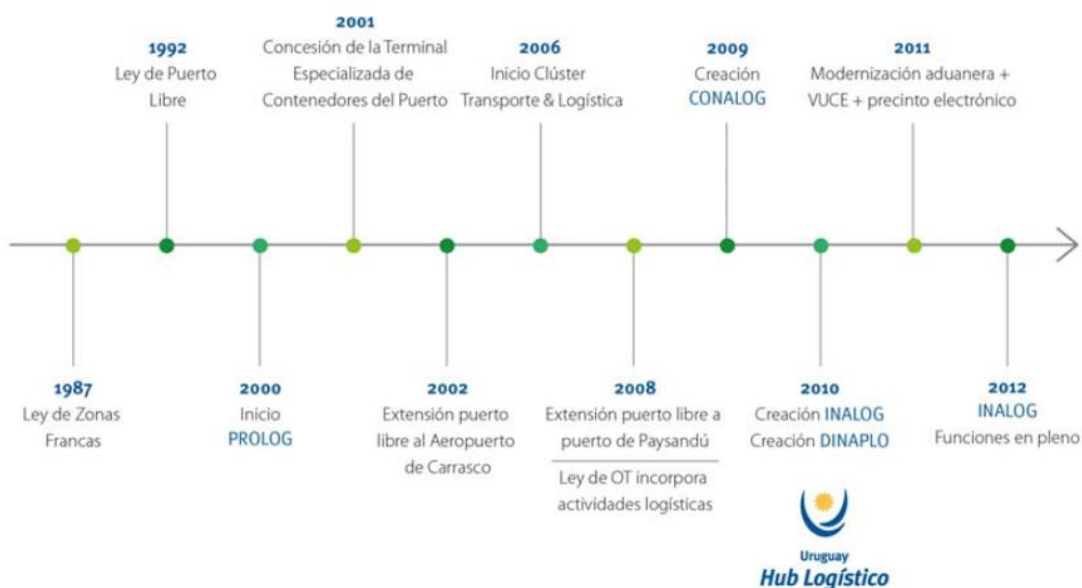 2001
Concesión de la Terminal
Especializada de
Contenedores del Puerto
1992
Ley de Puerto
Libre
2006
Inicio Clúster
Transporte & Logística
2009
Creación
CONALOG
2011
Modernización aduanera +
VUCE + precinto electrónico
1987
Ley de Zonas
Francas
2000
Inicio
PROLOG
2002
Extensión puerto
libre al Aeropuerto
de Carrasco
2008
Extensión puerto libre a
puerto de Paysandú
Ley de OT incorpora
actividades logísticas
2010
Creación INALOG
Creación DINAPLO
2012
INALOG
Funciones en pleno
Uruguay
Hub Logístico